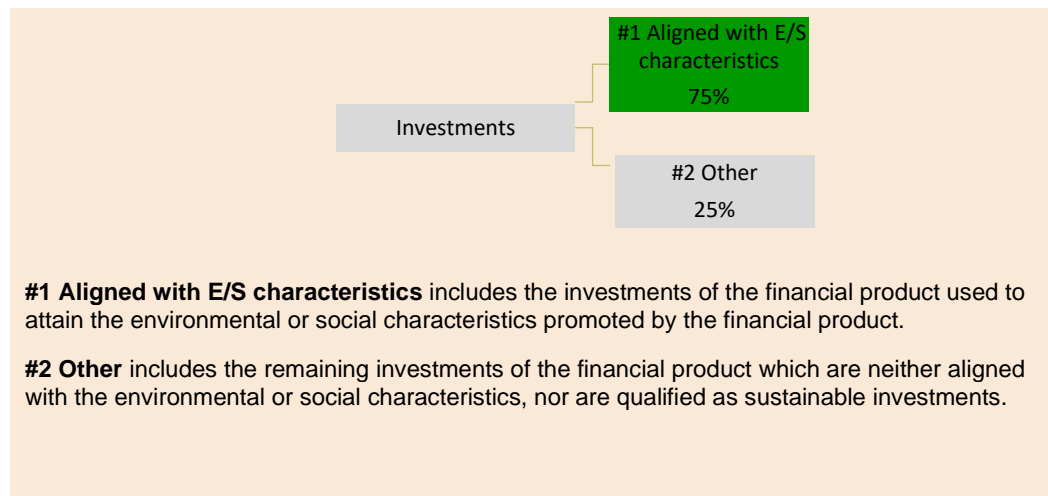 #1 Aligned with E/S
characteristics
75%
Investments
#2 Other
25%
#1 Aligned with E/S characteristics includes the investments of the financial product used to
attain the environmental or social characteristics promoted by the financial product.
#2 Other includes the remaining investments of the financial product which are neither aligned
with the environmental or social characteristics, nor are qualified as sustainable investments.